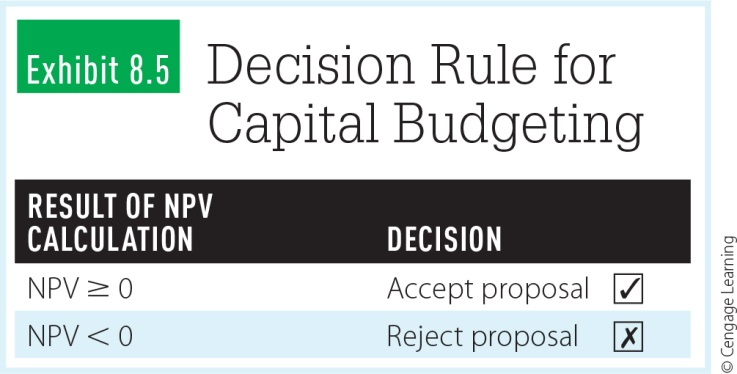 Exhibit 8.5
Decision Rule for
Capital Budgeting
RESULT OF NPV
CALCULATION
DECISION
NPV ≥ 0
Accept proposal ✓
NPV < 0
Reject proposal ✗
© Cengage Learning